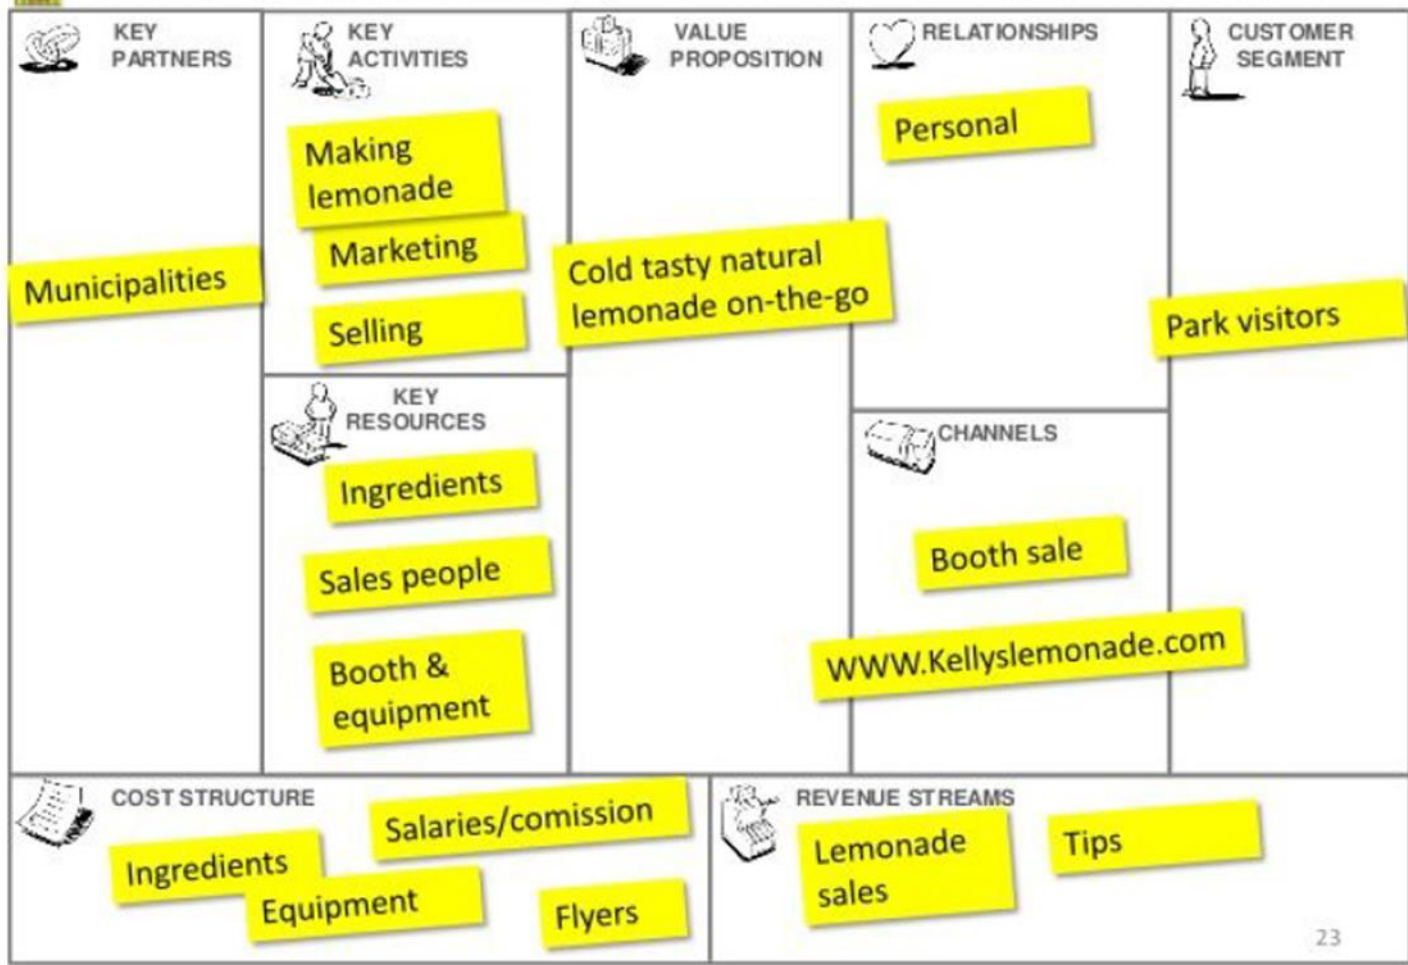 KEY
PARTNERS
Municipalities
KEY
ACTIVITIES
Making
lemonade
Marketing
Selling
KEY
RESOURCES
Ingredients
Sales people
Booth &
equipment
VALUE
PROPOSITION
Cold tasty natural
lemonade on-the-go
RELATIONSHIPS
Personal
CHANNELS
Booth sale
WWW.Kellyslemonade.com
CUSTOMER
SEGMENT
Park visitors
COST STRUCTURE
Salaries/comission
Ingredients
Equipment
Flyers
REVENUE STREAMS
Lemonade
sales
Tips
23